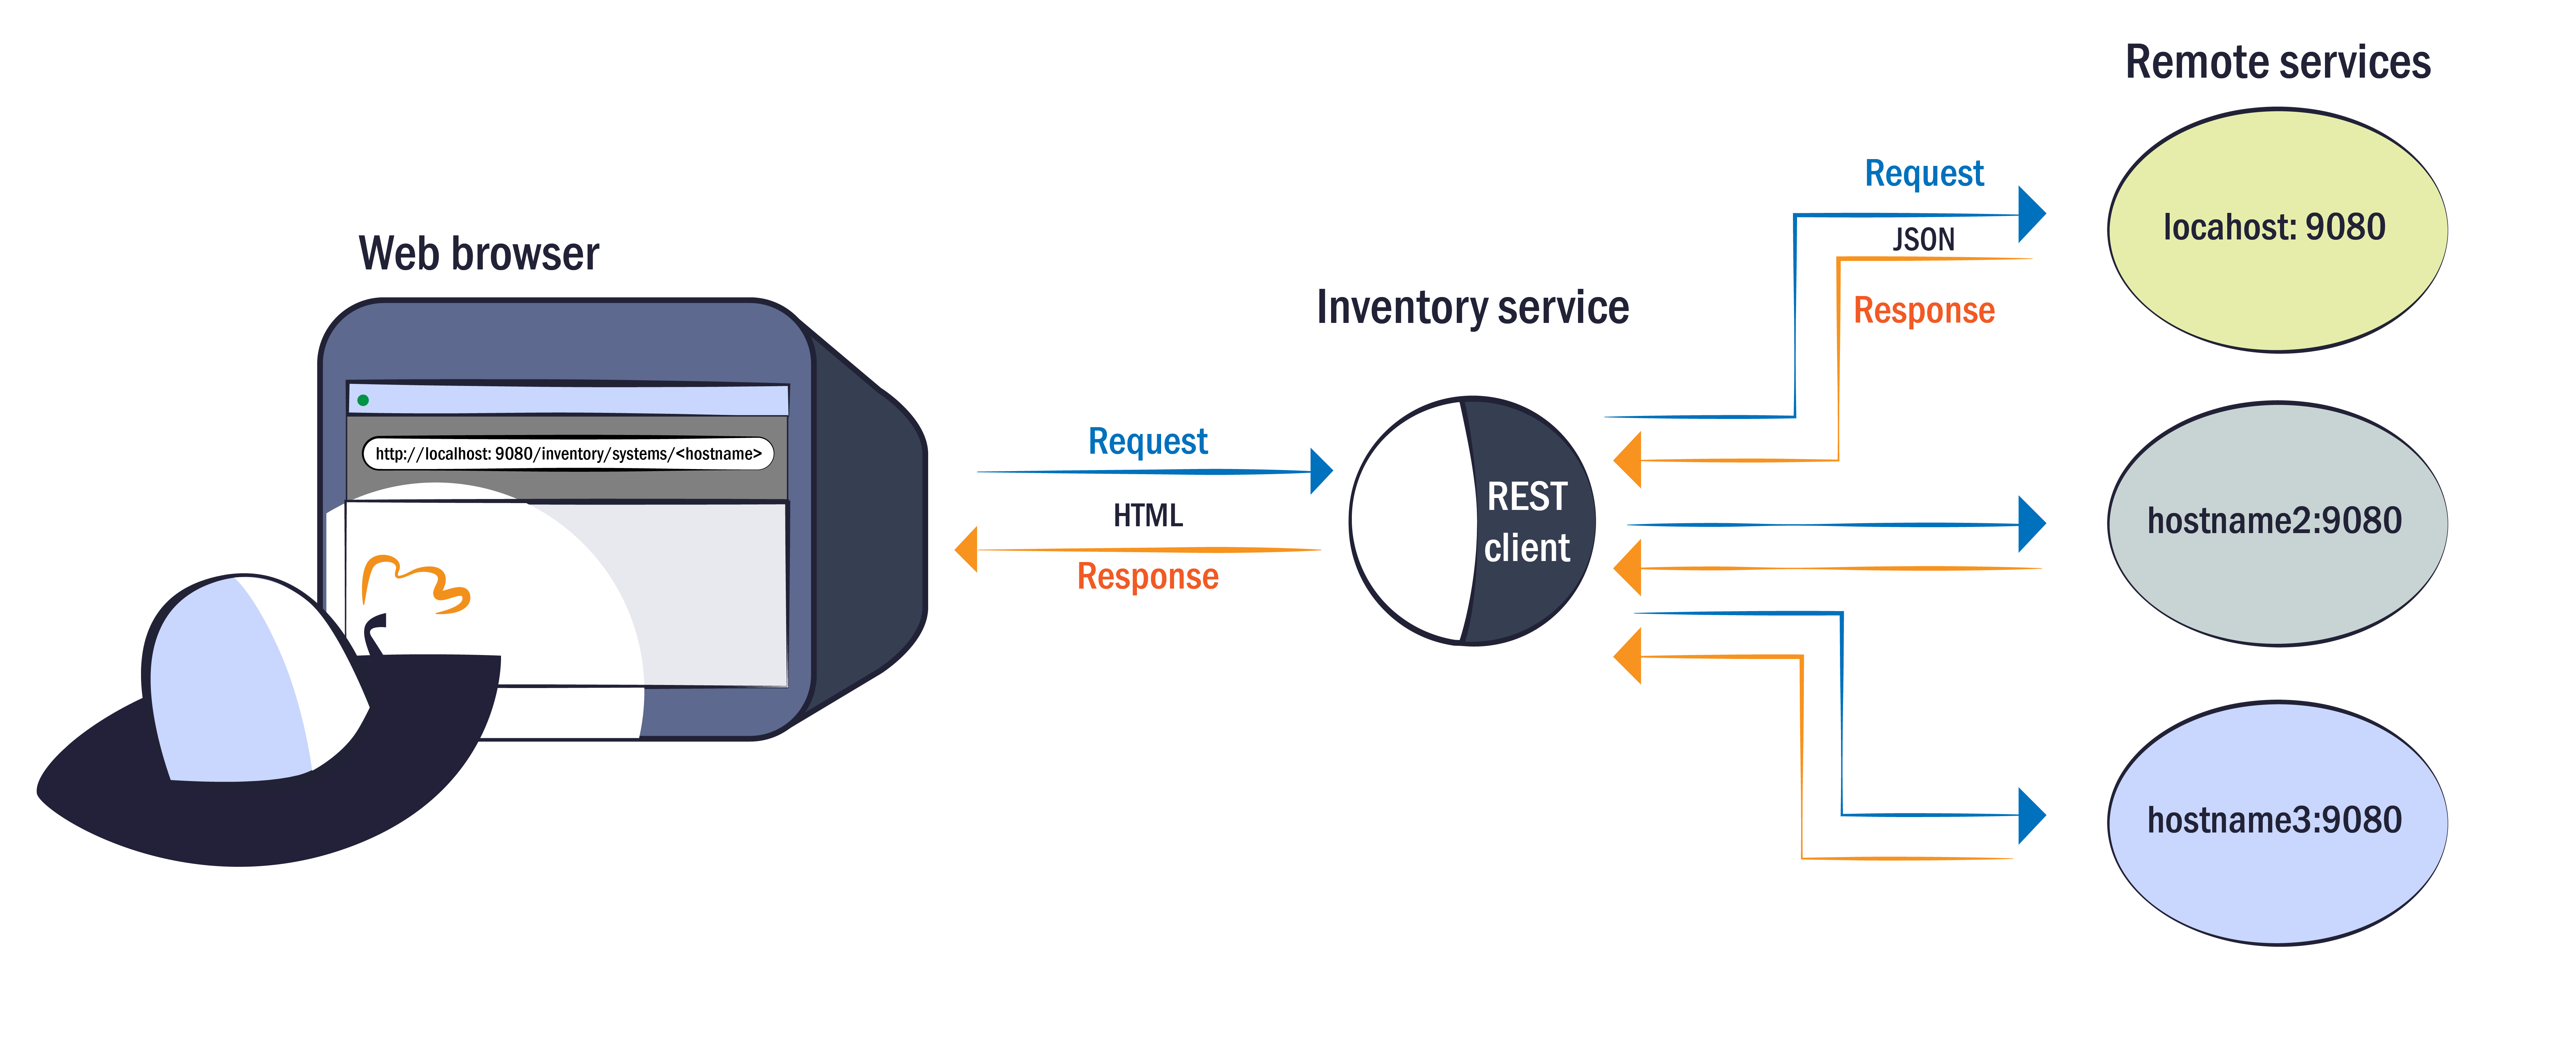 Remote services
Request
locahost: 9080
JSON
Response
Web browser
Inventory service
http://localhost: 9080/inventory/systems/<hostname>
Request
HTML
Response
REST
client
hostname2:9080
hostname3:9080